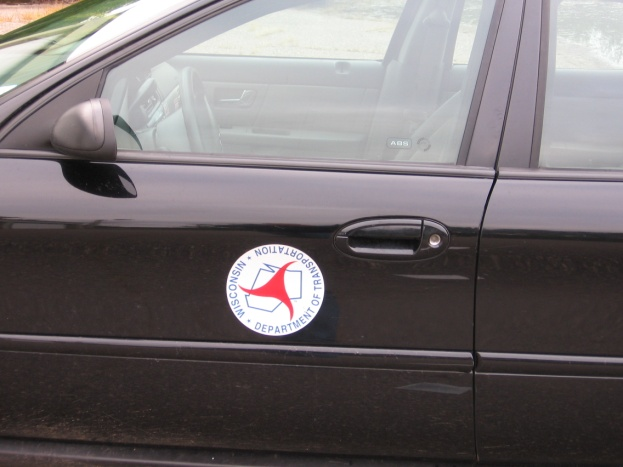 WISCONSIN • DEPARTMENT OF TRANSPORTATION •
ABS